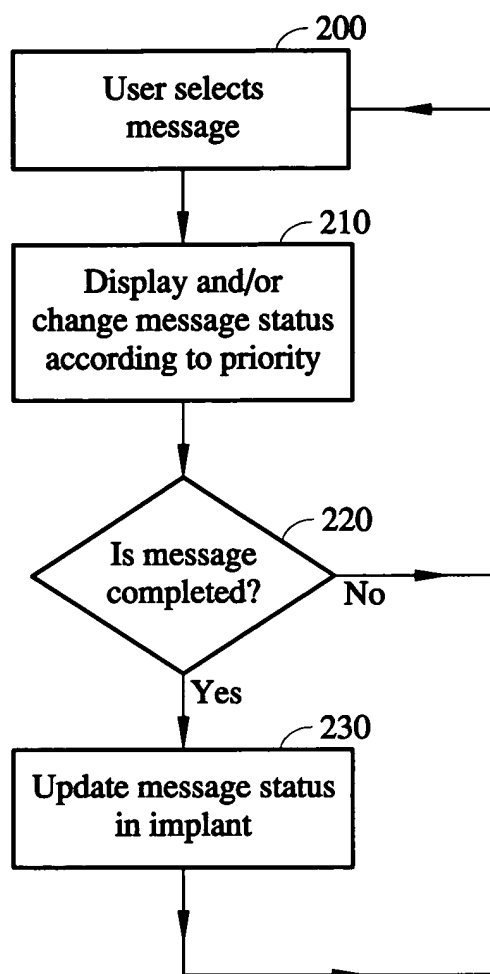 200
User selects
message
210
Display and/or
change message status
according to priority
220
Is message
completed?
No
Yes
230
Update message status
in implant